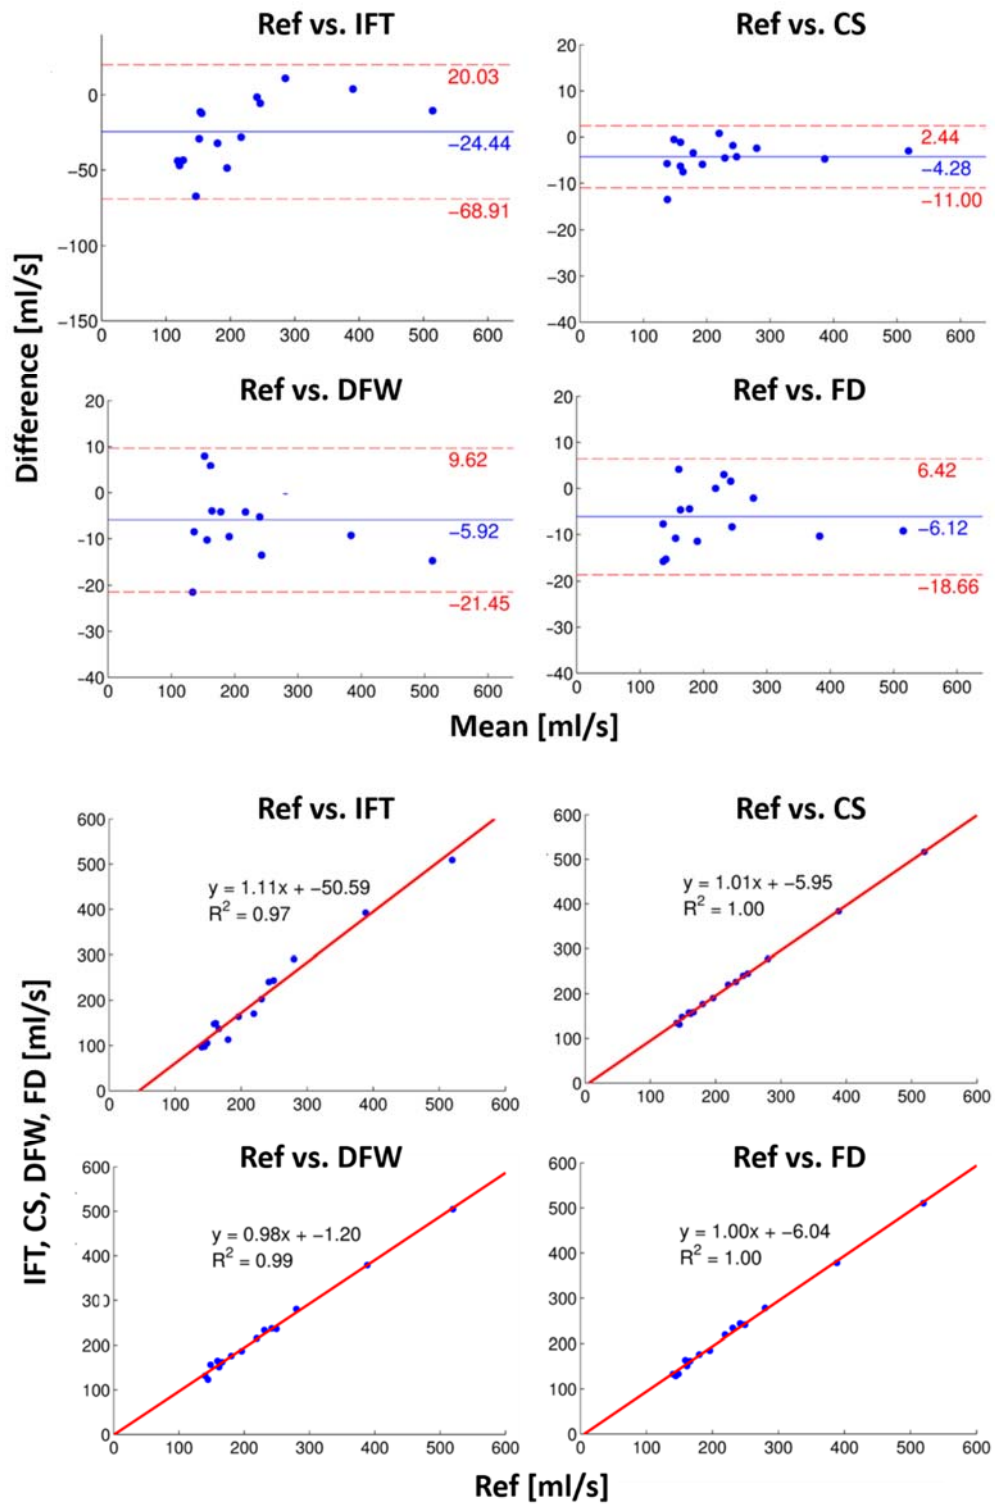 Ref vs. IFT
20.03
−24.44
−68.91
0
−50
−100
−150
0 100 200 300 400 500 600
Ref vs. CS
2.44
−4.28
−11.00
20
10
0
−10
−20
−30
−40
0 100 200 300 400 500 600
Difference [ml/s]
Ref vs. DFW
9.62
−5.92
−21.45
20
10
0
−10
−20
−30
−40
0 100 200 300 400 500 600
Ref vs. FD
6.42
−6.12
−18.66
20
10
0
−10
−20
−30
−40
0 100 200 300 400 500 600
Mean [ml/s]
Ref vs. IFT
y = 1.11x + −50.59
R² = 0.97
600
500
400
300
200
100
0
0 100 200 300 400 500 600
Ref vs. CS
y = 1.01x + −5.95
R² = 1.00
600
500
400
300
200
100
0
0 100 200 300 400 500 600
IFT, CS, DFW, FD [ml/s]
Ref vs. DFW
y = 0.98x + −1.20
R² = 0.99
600
500
400
300
200
100
0
0 100 200 300 400 500 600
Ref vs. FD
y = 1.00x + −6.04
R² = 1.00
600
500
400
300
200
100
0
0 100 200 300 400 500 600
Ref [ml/s]